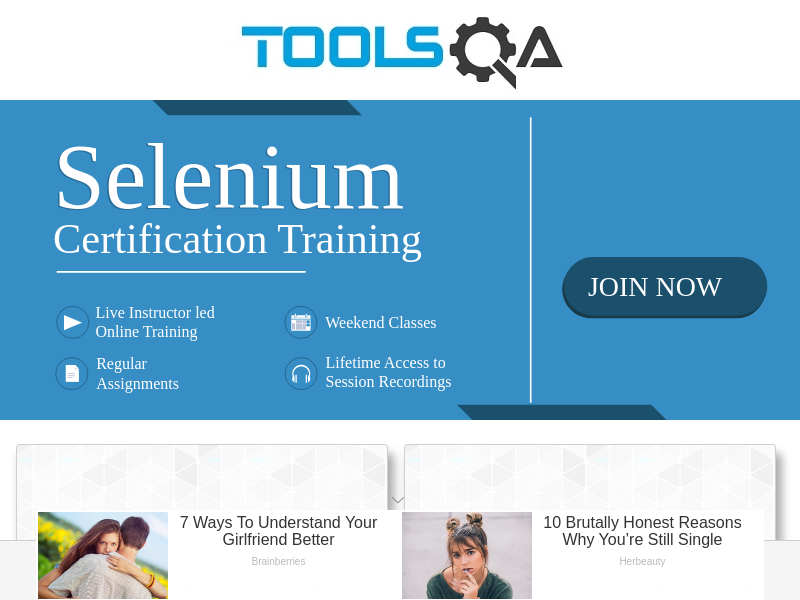 TOOLSQA
Selenium
Certification Training
Live Instructor led
Online Training
Weekend Classes
Regular
Assignments
Lifetime Access to
Session Recordings
JOIN NOW
7 Ways To Understand Your
Girlfriend Better
Brainberries
10 Brutally Honest Reasons
Why You’re Still Single
Herbeauty